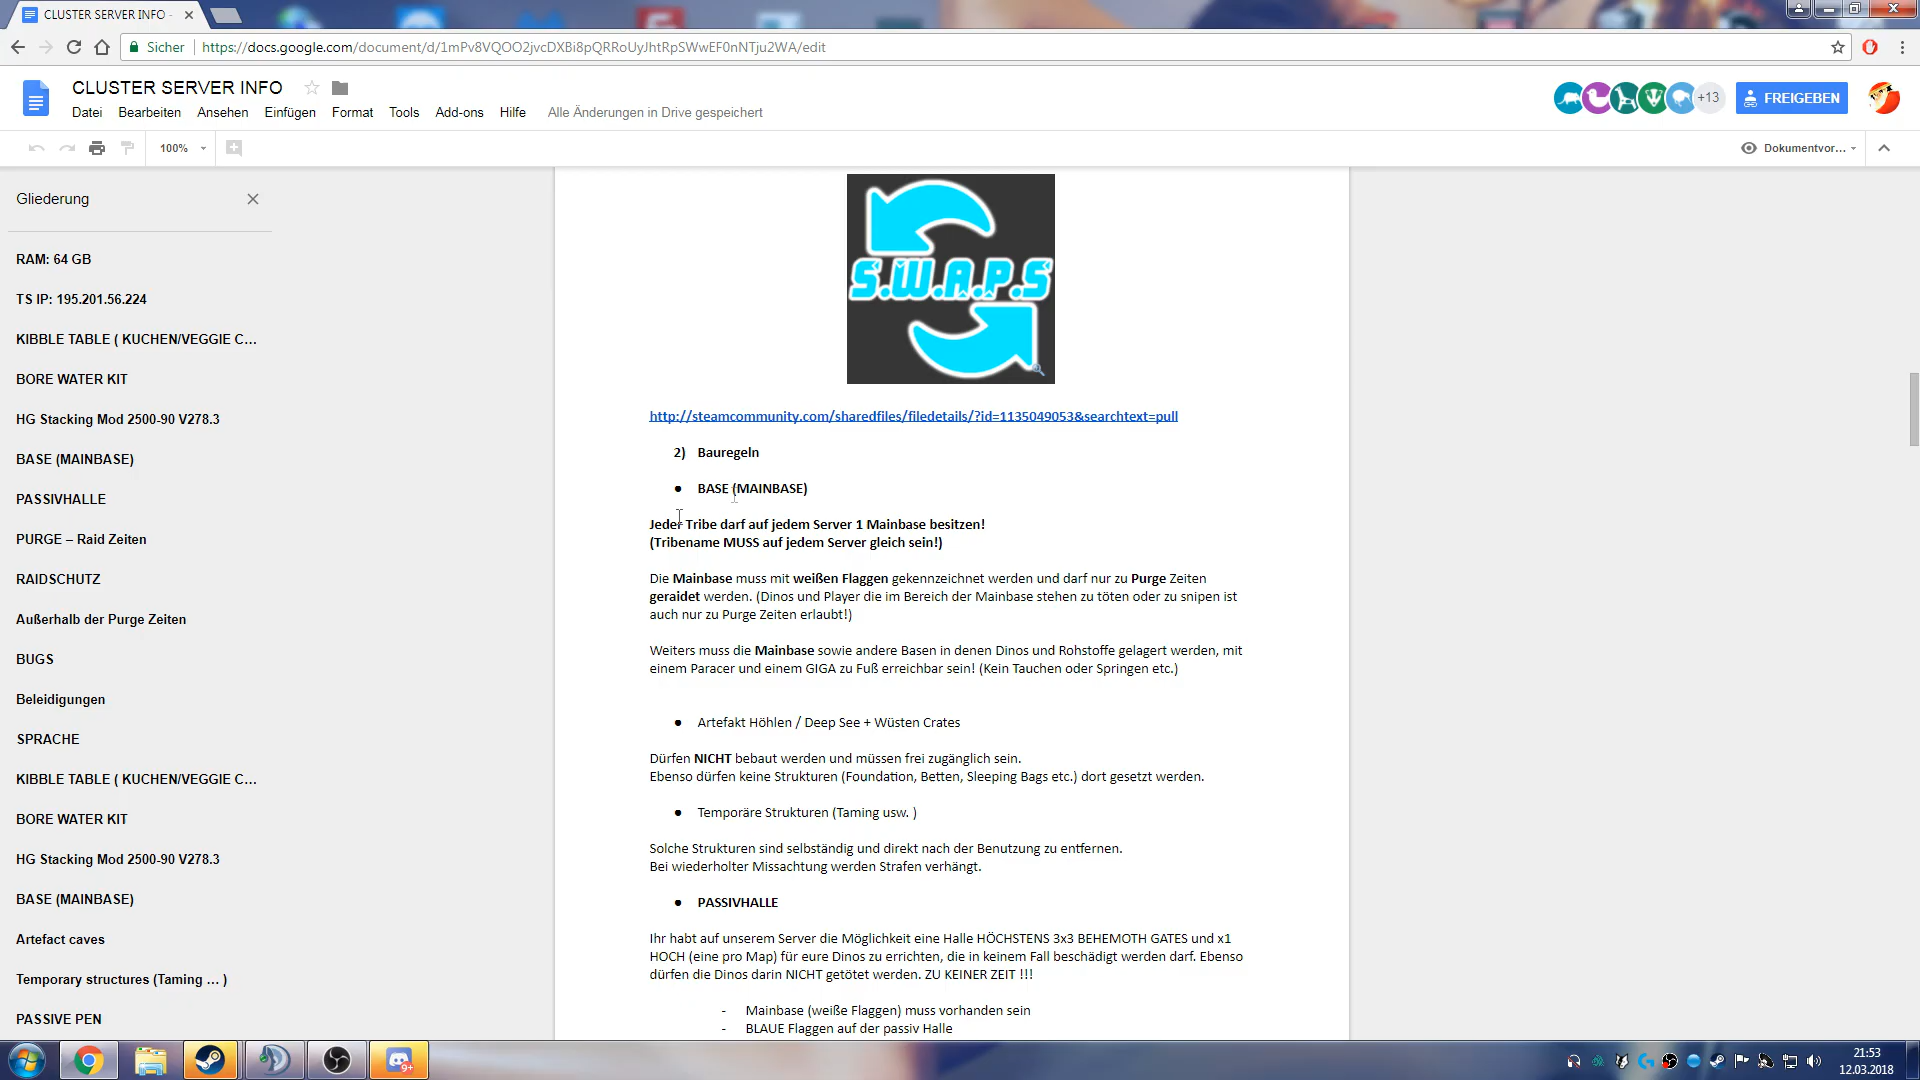 CLUSTER SERVER INFO -
Sicher https://docs.google.com/document/d/1mPv8VQOO2jvcDXBi8pQRRoUyJhtRpSWwEF0nNTju2WA/edit
CLUSTER SERVER INFO
Datei Bearbeiten Ansehen Einfügen Format Tools Add-ons Hilfe Alle Änderungen in Drive gespeichert
+13 FREIGEBEN
100% Dokumentvor...
Gliederung
RAM: 64 GB
TS IP: 195.201.56.224
KIBBLE TABLE ( KUCHEN/VEGGIE C...
BORE WATER KIT
HG Stacking Mod 2500-90 V278.3
BASE (MAINBASE)
PASSIVHALLE
PURGE – Raid Zeiten
RAIDSCHUTZ
Außerhalb der Purge Zeiten
BUGS
Beleidigungen
SPRACHE
KIBBLE TABLE ( KUCHEN/VEGGIE C...
BORE WATER KIT
HG Stacking Mod 2500-90 V278.3
BASE (MAINBASE)
Artefact caves
Temporary structures (Taming ... )
PASSIVE PEN
S.W.A.P.S
http://steamcommunity.com/sharedfiles/filedetails/?id=1135049053&searchtext=pull
2) Bauregeln
● BASE (MAINBASE)
Jeder Tribe darf auf jedem Server 1 Mainbase besitzen!
(Tribename MUSS auf jedem Server gleich sein!)
Die Mainbase muss mit weißen Flaggen gekennzeichnet werden und darf nur zu Purge Zeiten
geraidet werden. (Dinos und Player die im Bereich der Mainbase stehen zu töten oder zu snipen ist
auch nur zu Purge Zeiten erlaubt!)
Weiters muss die Mainbase sowie andere Basen in denen Dinos und Rohstoffe gelagert werden, mit
einem Paracer und einem GIGA zu Fuß erreichbar sein! (Kein Tauchen oder Springen etc.)
● Artefakt Höhlen / Deep See + Wüsten Crates
Dürfen NICHT bebaut werden und müssen frei zugänglich sein.
Ebenso dürfen keine Strukturen (Foundation, Betten, Sleeping Bags etc.) dort gesetzt werden.
● Temporäre Strukturen (Taming usw. )
Solche Strukturen sind selbständig und direkt nach der Benutzung zu entfernen.
Bei wiederholter Missachtung werden Strafen verhängt.
● PASSIVHALLE
Ihr habt auf unserem Server die Möglichkeit eine Halle HÖCHSTENS 3x3 BEHEMOTH GATES und x1
HOCH (eine pro Map) für eure Dinos zu errichten, die in keinem Fall beschädigt werden darf. Ebenso
dürfen die Dinos darin NICHT getötet werden. ZU KEINER ZEIT !!!
- Mainbase (weiße Flaggen) muss vorhanden sein
- BLAUE Flaggen auf der passiv Halle
9+
21:53
12.03.2018